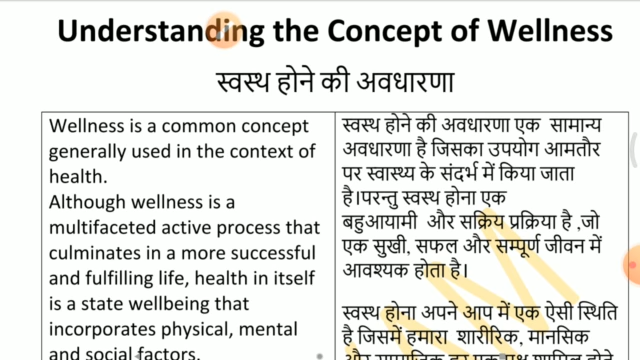 Understanding the Concept of Wellness
स्वस्थ होने की अवधारणा
Wellness is a common concept
generally used in the context of
health.
Although wellness is a
multifaceted active process that
culminates in a more successful
and fulfilling life, health in itself
is a state wellbeing that
incorporates physical, mental
and social factors.
स्वस्थ होने की अवधारणा एक सामान्य
अवधारणा है जिसका उपयोग आमतौर
पर स्वास्थ्य के संदर्भ में किया जाता
है।परन्तु स्वस्थ होना एक
बहुआयामी और सक्रिय प्रक्रिया है ,जो
एक सुखी, सफल और सम्पूर्ण जीवन में
आवश्यक होता है।
स्वस्थ होना अपने आप में एक ऐसी स्थिति
है जिसमें हमारा शारीरिक, मानसिक